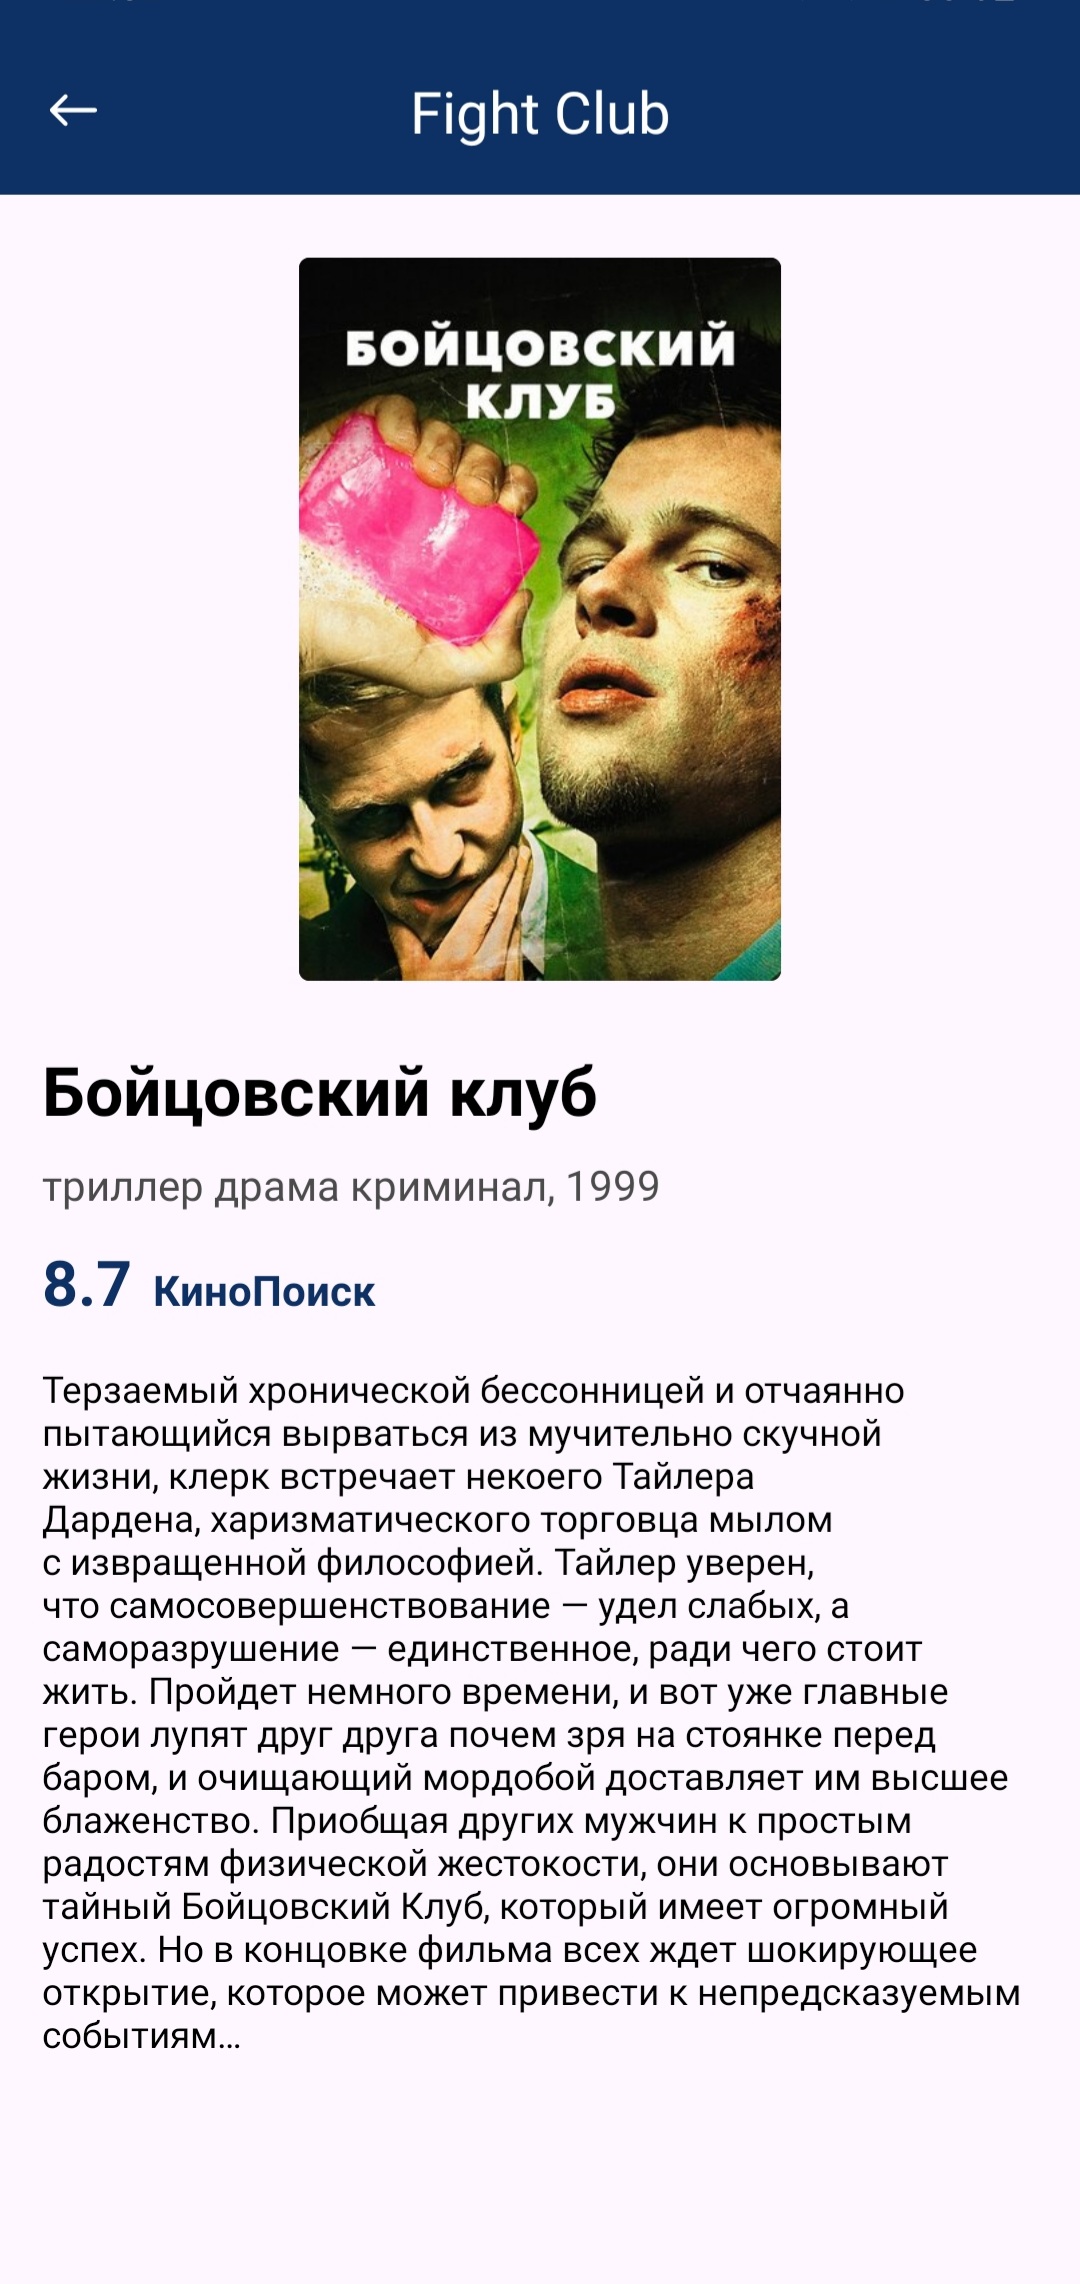 Fight Club
БОЙЦОВСКИЙ
КЛУБ
Бойцовский клуб
триллер драма криминал, 1999
8.7 КиноПоиск
Терзаемый хронической бессонницей и отчаянно
пытающийся вырваться из мучительно скучной
жизни, клерк встречает некоего Тайлера
Дардена, харизматического торговца мылом
с извращенной философией. Тайлер уверен,
что самосовершенствование — удел слабых, а
саморазрушение — единственное, ради чего стоит
жить. Пройдет немного времени, и вот уже главные
герои лупят друг друга почем зря на стоянке перед
баром, и очищающий мордобой доставляет им высшее
блаженство. Приобщая других мужчин к простым
радостям физической жестокости, они основывают
тайный Бойцовский Клуб, который имеет огромный
успех. Но в концовке фильма всех ждет шокирующее
открытие, которое может привести к непредсказуемым
событиям…